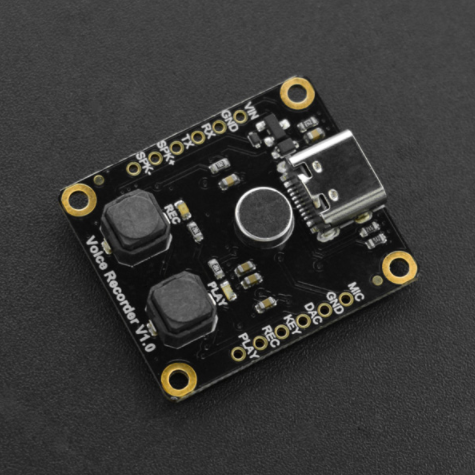 VIN
GND
RX
TX
SPK+
SPK-
REC
PLAY
Voice Recorder V1.0
MIC
GND
DAC
KEY
REC
PLAY